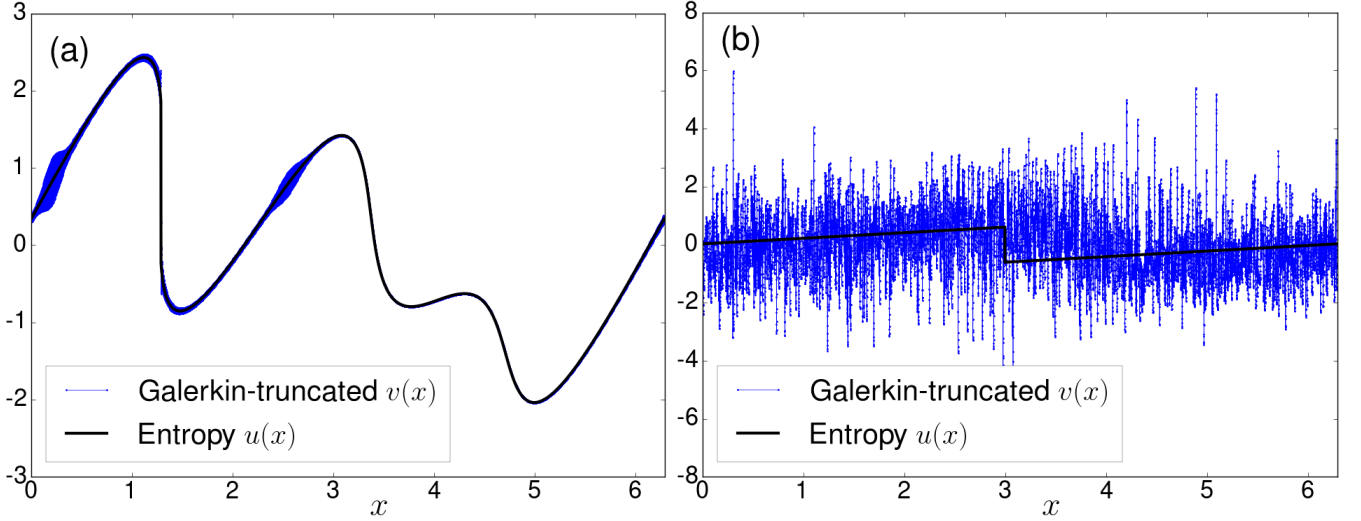 (a)
3
2
1
0
-1
-2
-3
Galerkin-truncated v(x)
Entropy u(x)
0 1 2 3 4 5 6
x
(b)
8
6
4
2
0
-2
-4
-6
-8
Galerkin-truncated v(x)
Entropy u(x)
0 1 2 3 4 5 6
x